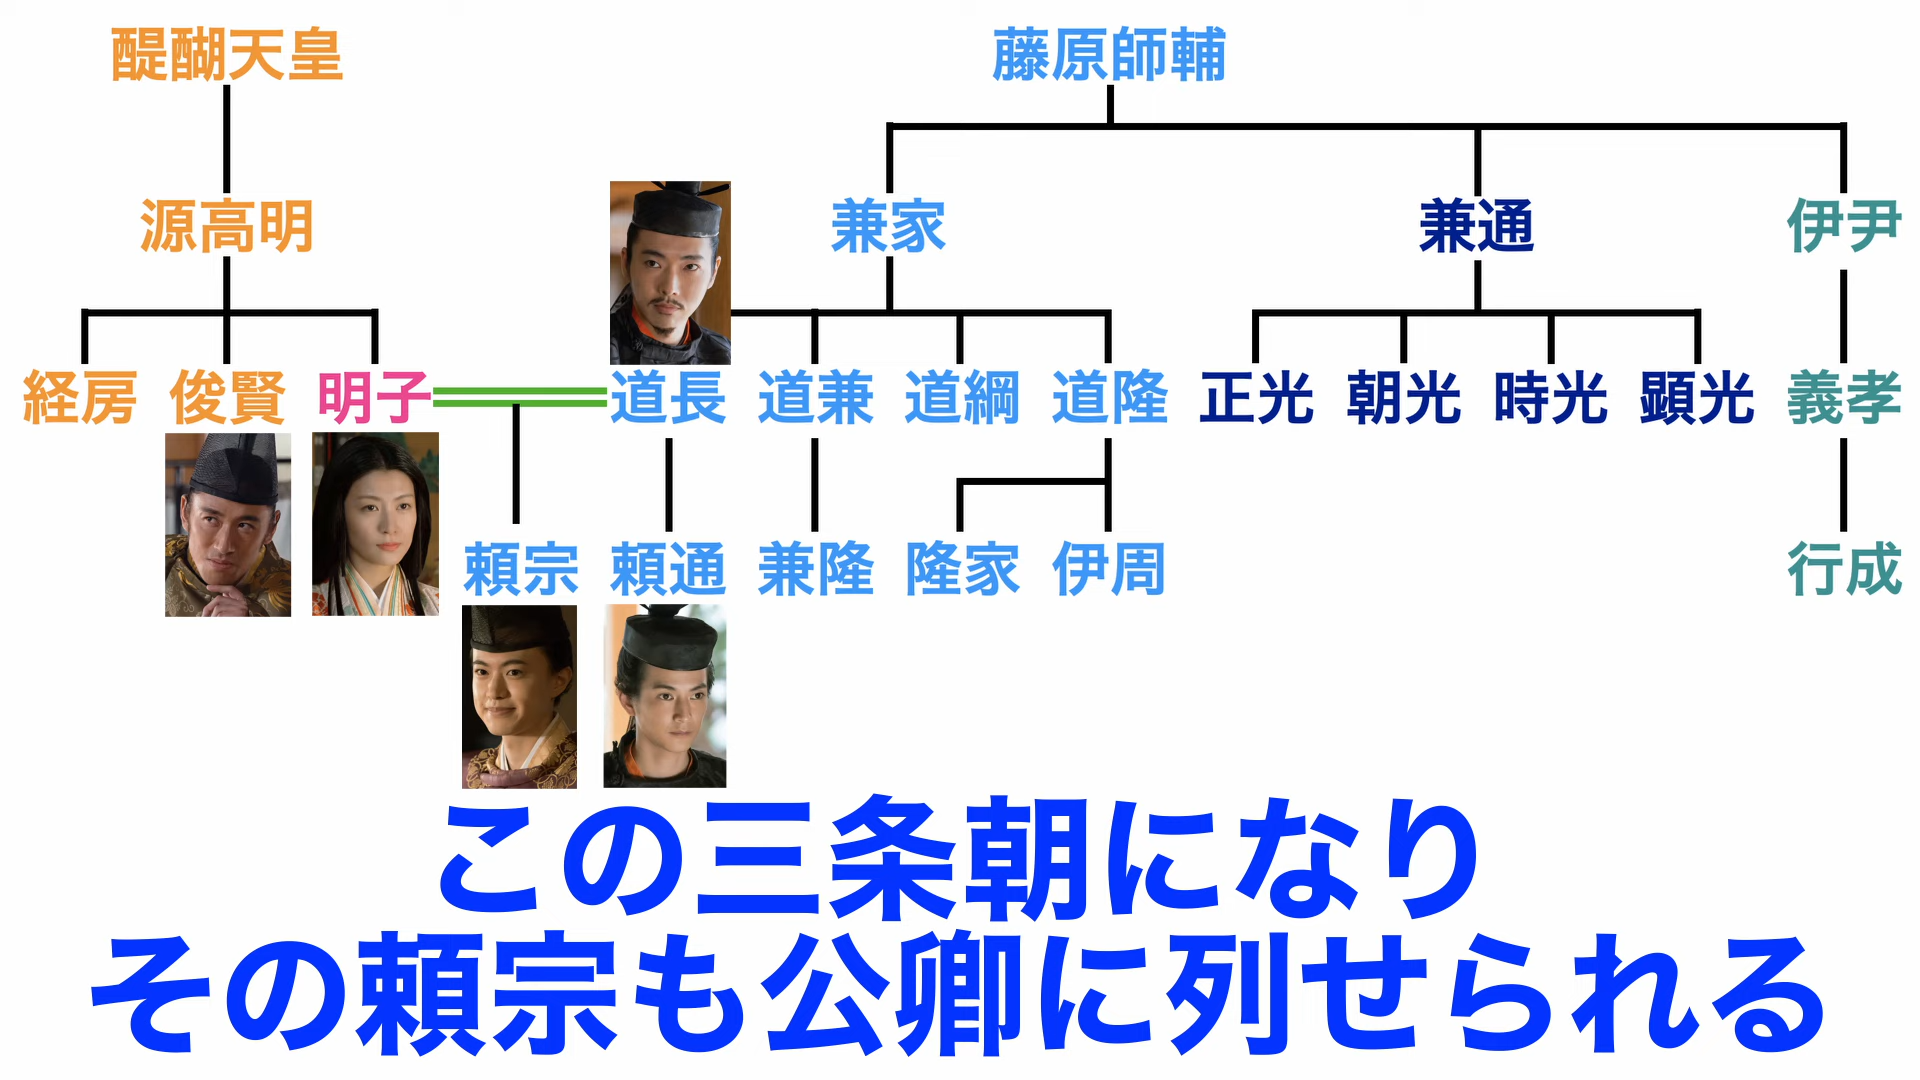 醍醐天皇 藤原師輔
源高明 兼家 兼通 伊尹
経房 俊賢 明子 道長 道兼 道綱 道隆 正光 朝光 時光 顕光 義孝
頼宗 頼通 兼隆 隆家 伊周 行成
この三条朝になり
その頼宗も公卿に列せられる